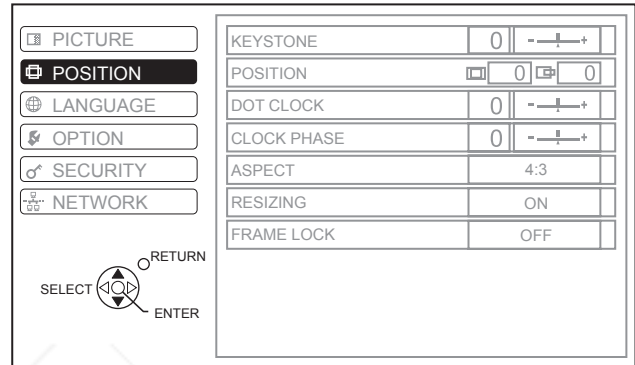 PICTURE
POSITION
LANGUAGE
OPTION
SECURITY
NETWORK
RETURN
SELECT
ENTER
KEYSTONE 0 - +
POSITION 0 0
DOT CLOCK 0 - +
CLOCK PHASE 0 - +
ASPECT 4:3
RESIZING ON
FRAME LOCK OFF